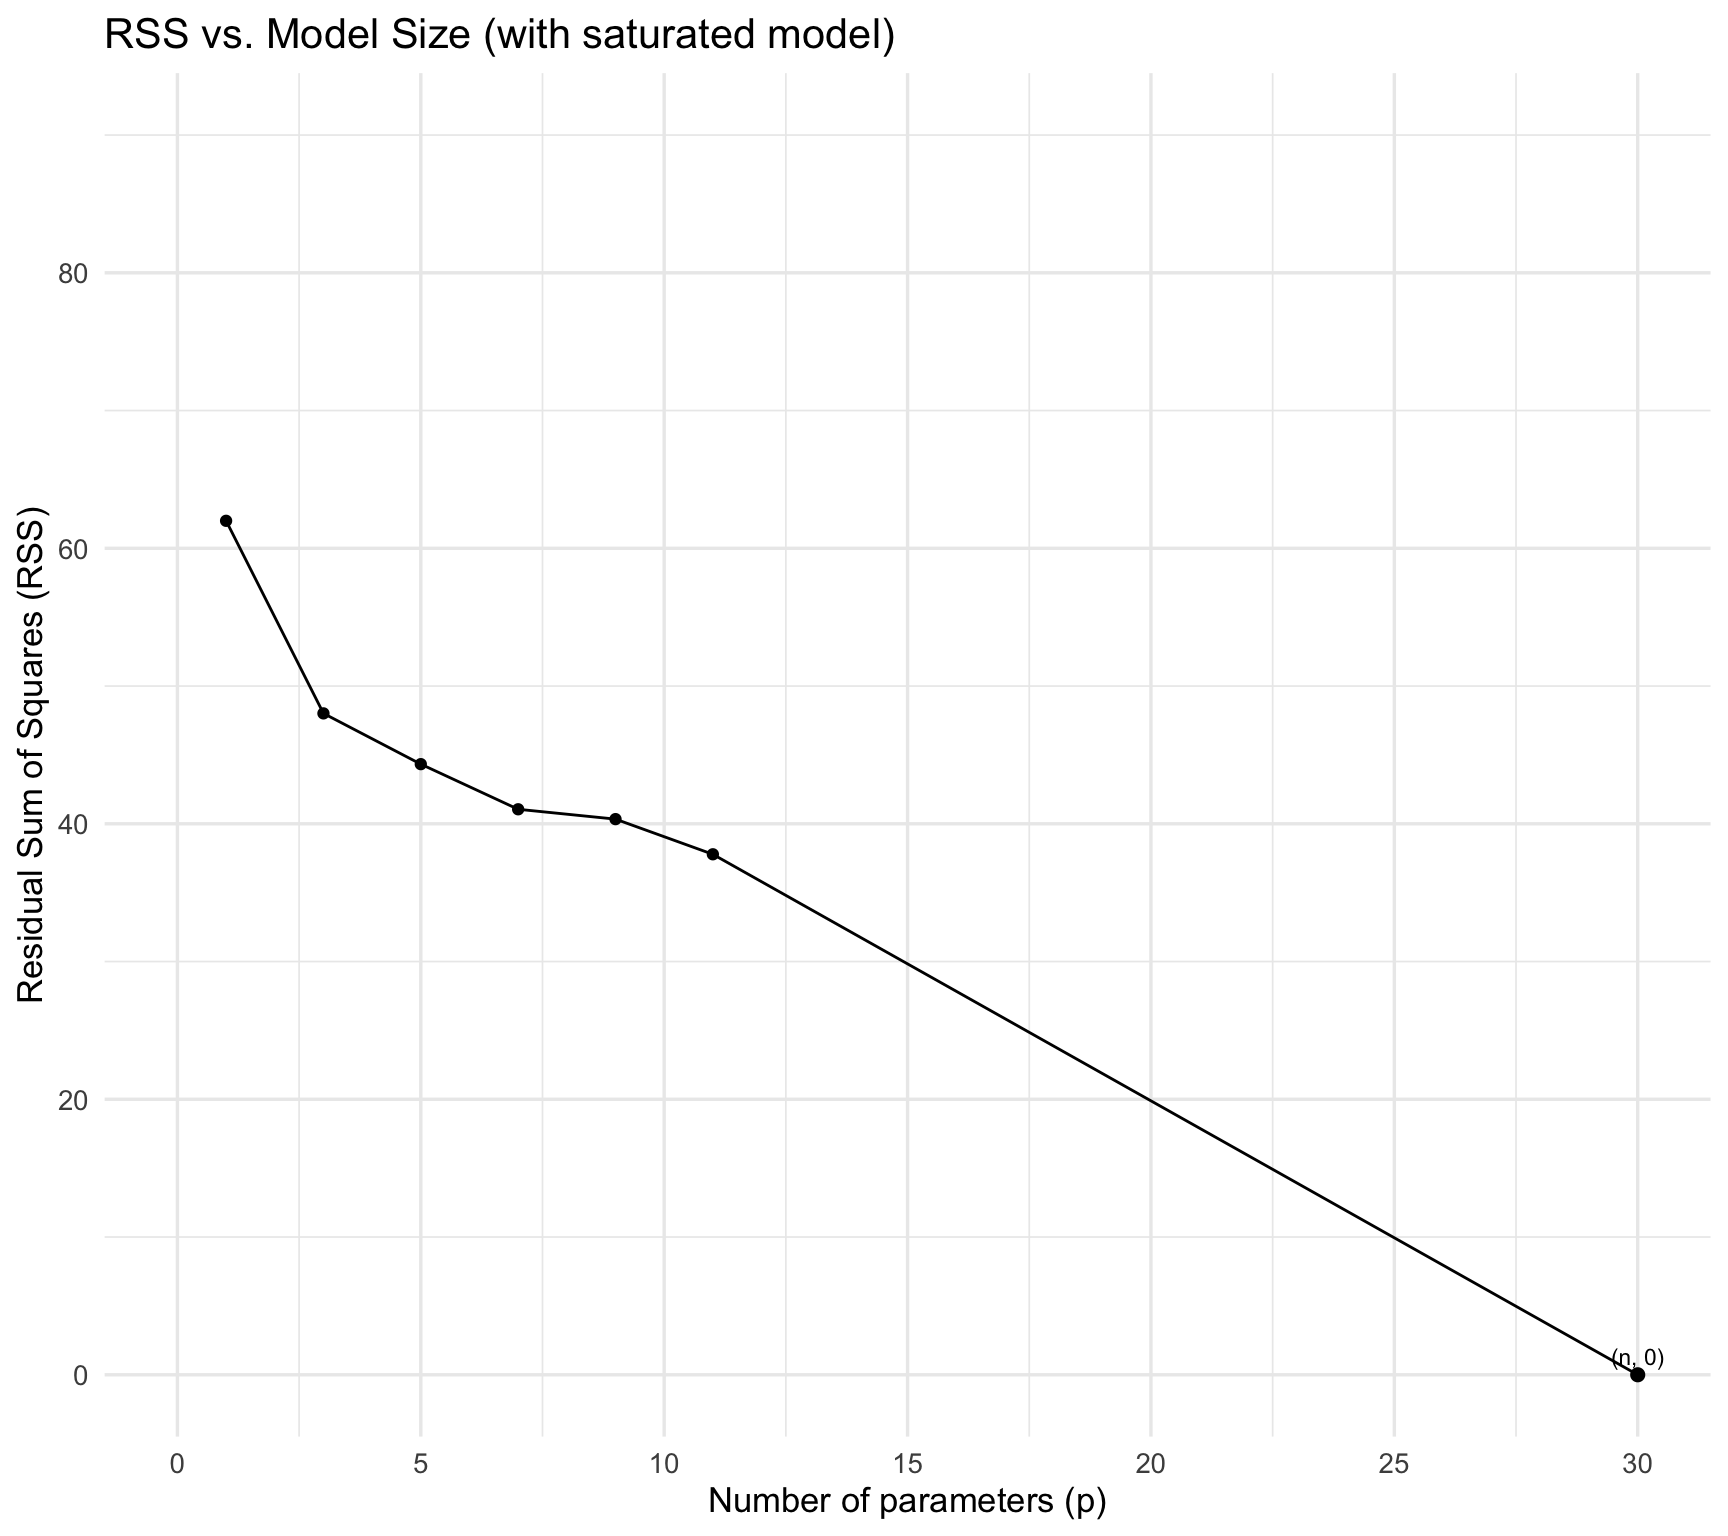 RSS vs. Model Size (with saturated model)
Residual Sum of Squares (RSS)
80
60
40
20
0
(n, 0)
0 5 10 15 20 25 30
Number of parameters (p)